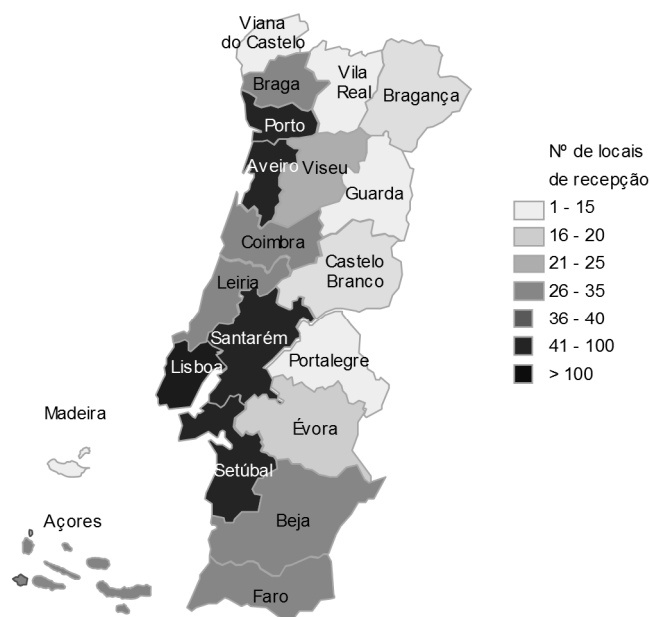 Viana
do Castelo
Braga
Vila
Real
Bragança
Porto
Aveiro
Viseu
Guarda
Coimbra
Castelo
Branco
Leiria
Santarém
Lisboa
Portalegre
Évora
Setúbal
Beja
Faro
Madeira
Açores
Nº de locais
de recepção
1 - 15
16 - 20
21 - 25
26 - 35
36 - 40
41 - 100
> 100